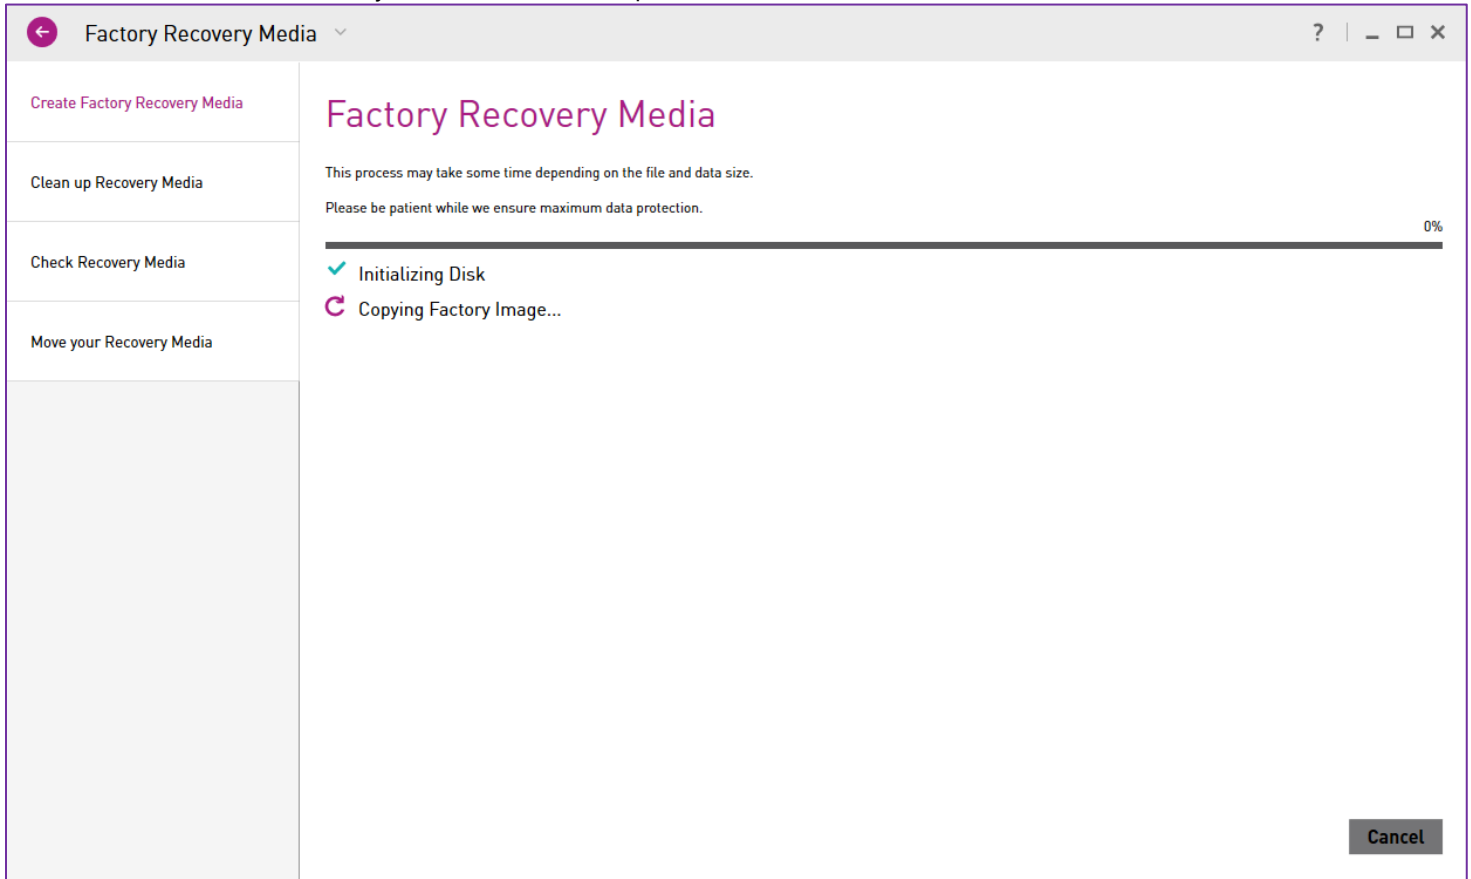 Factory Recovery Media
?
Create Factory Recovery Media
Clean up Recovery Media
Check Recovery Media
Move your Recovery Media
Factory Recovery Media
This process may take some time depending on the file and data size.
Please be patient while we ensure maximum data protection.
0%
Initializing Disk
Copying Factory Image...
Cancel